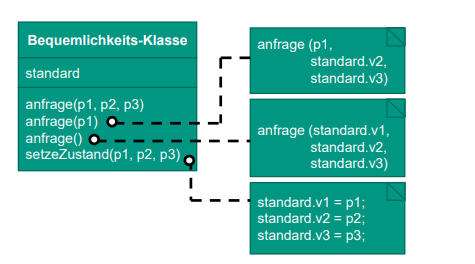 Bequemlichkeits-Klasse
standard
anfrage(p1, p2, p3)
anfrage(p1)
anfrage()
setzeZustand(p1, p2, p3)
anfrage (p1,
standard.v2,
standard.v3)
anfrage (standard.v1,
standard.v2,
standard.v3)
standard.v1 = p1;
standard.v2 = p2;
standard.v3 = p3;